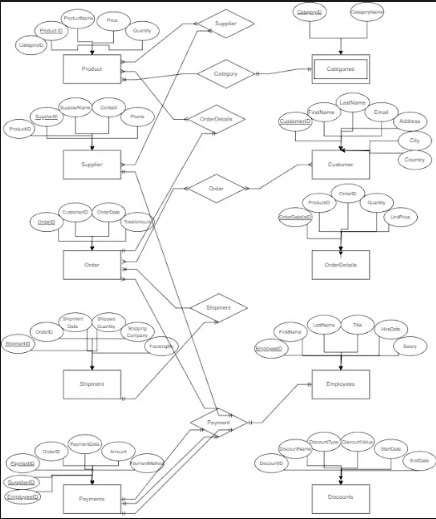 ProductName
Product ID
Price
Quantity
CategoryID
Product
Supplier
CategoryID
CategoryName
Category
Categories
SupplierName
Contact
SupplierID
Phone
ProductID
Supplier
OrderDetails
LastName
FirstName
Email
CustomerID
Address
City
Country
Customer
Order
CustomerID
OrderDate
OrderID
TotalAmount
Order
OrderID
ProductID
Quantity
OrderDetailsID
UnitPrice
OrderDetails
Shipment
Date
Shipped
Quantity
OrderID
Shipping
Company
ShipmentID
Shipment
Shipment
LastName
Title
FirstName
HireDate
EmployeeID
Salary
Employees
Payment
PaymentDate
OrderID
Amount
PaymentID
PaymentMethod
SupplierID
EmployeeID
Payments
DiscountType
DiscountValue
DiscountName
StartDate
DiscountID
EndDate
Discounts